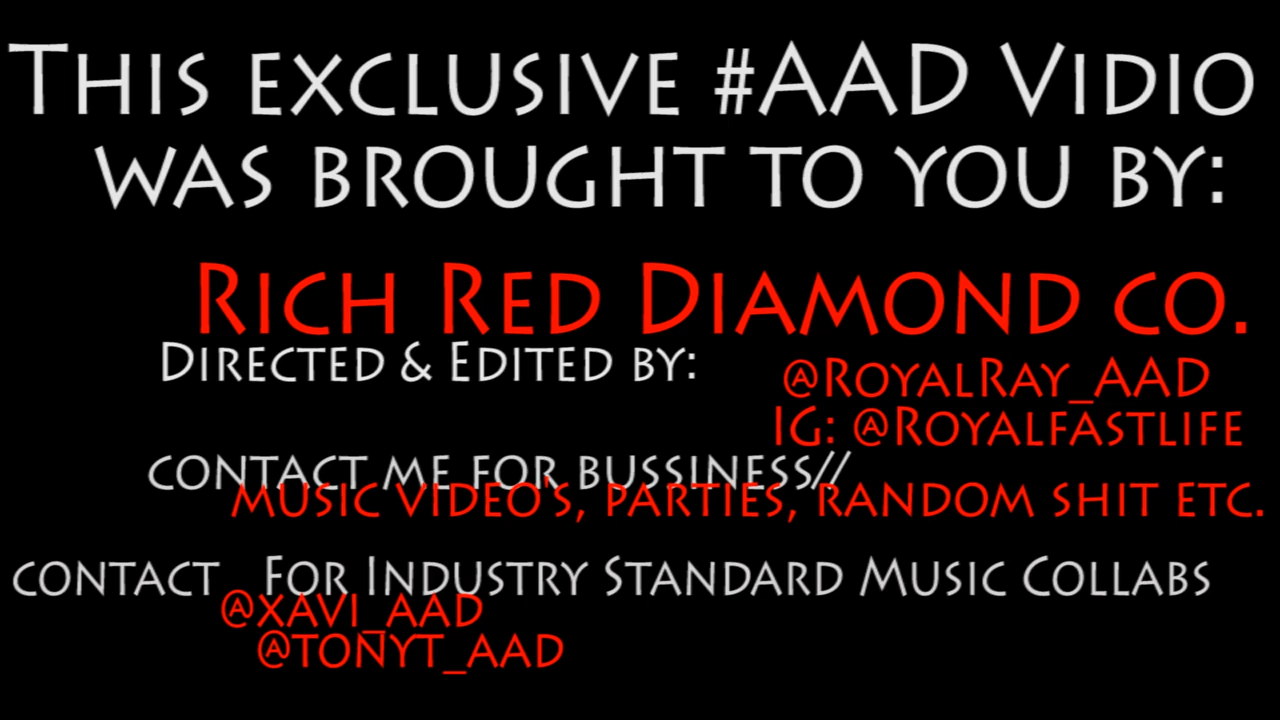 This exclusive #AAD Vidio
was brought to you by:
Rich Red Diamond co.
Directed & Edited by:
@RoyalRay_AAD
IG: @Royalfastlife
contact me for bussiness//
music video's, parties, random shit etc.
contact For Industry Standard Music Collabs
@xavi_AAD
@tonyt_AAD